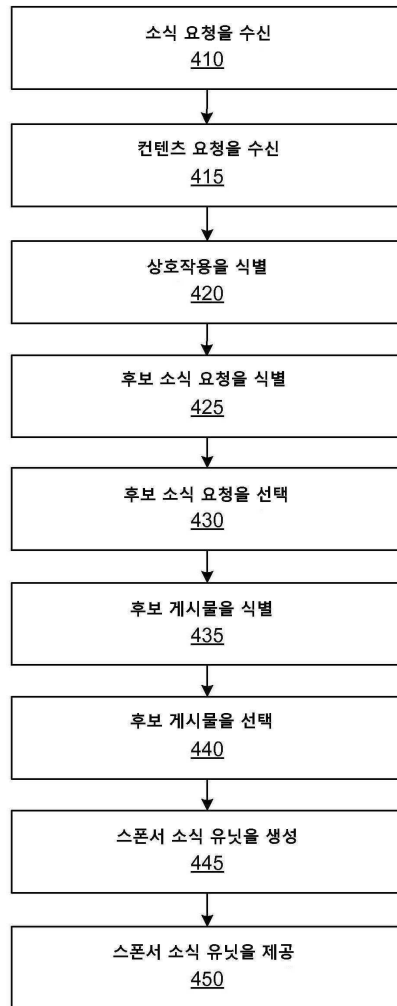 소식 요청을 수신
410
컨텐츠 요청을 수신
415
상호작용을 식별
420
후보 소식 요청을 식별
425
후보 소식 요청을 선택
430
후보 게시물을 식별
435
후보 게시물을 선택
440
스폰서 소식 유닛을 생성
445
스폰서 소식 유닛을 제공
450